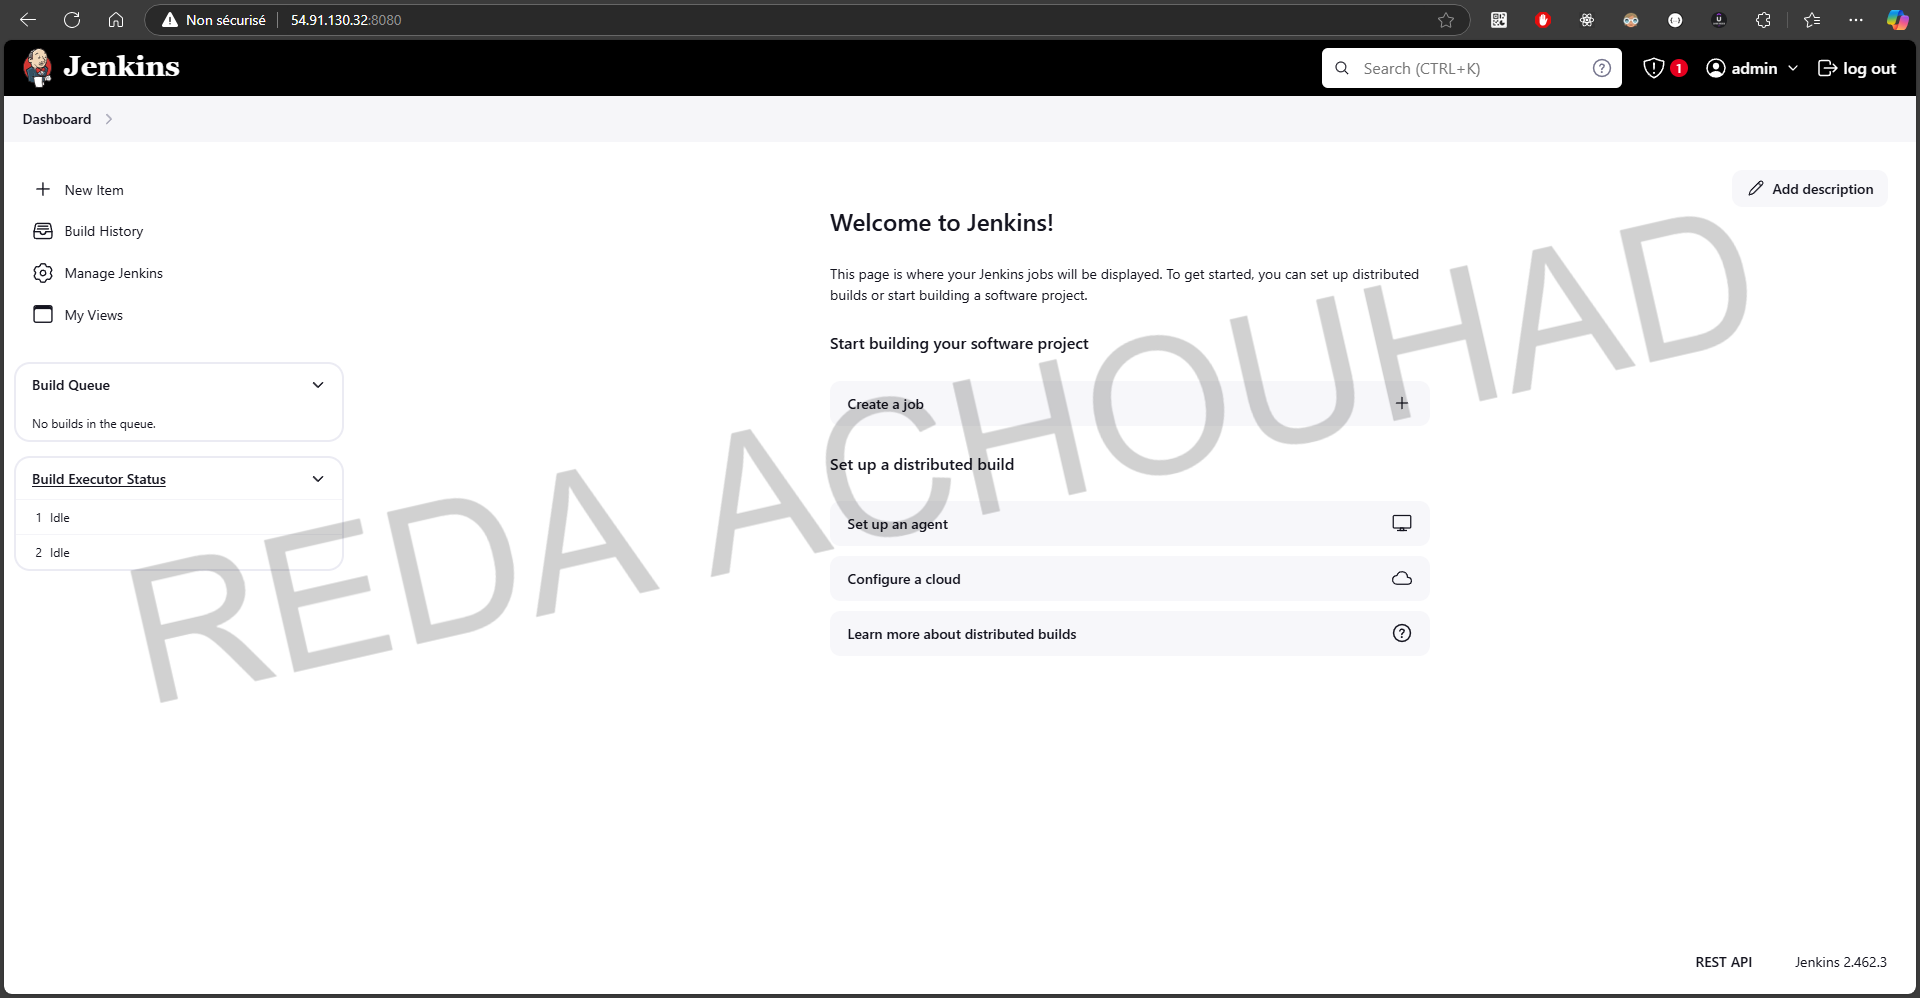 Non sécurisé
54.91.130.32:8080
Jenkins
Search (CTRL+K)
1
admin
log out
Dashboard
New Item
Build History
Manage Jenkins
My Views
Build Queue
No builds in the queue.
Build Executor Status
1 Idle
2 Idle
Add description
Welcome to Jenkins!
This page is where your Jenkins jobs will be displayed. To get started, you can set up distributed
builds or start building a software project.
Start building your software project
Create a job
Set up a distributed build
Set up an agent
Configure a cloud
Learn more about distributed builds
REDA ACHOUHAD
REST API
Jenkins 2.462.3